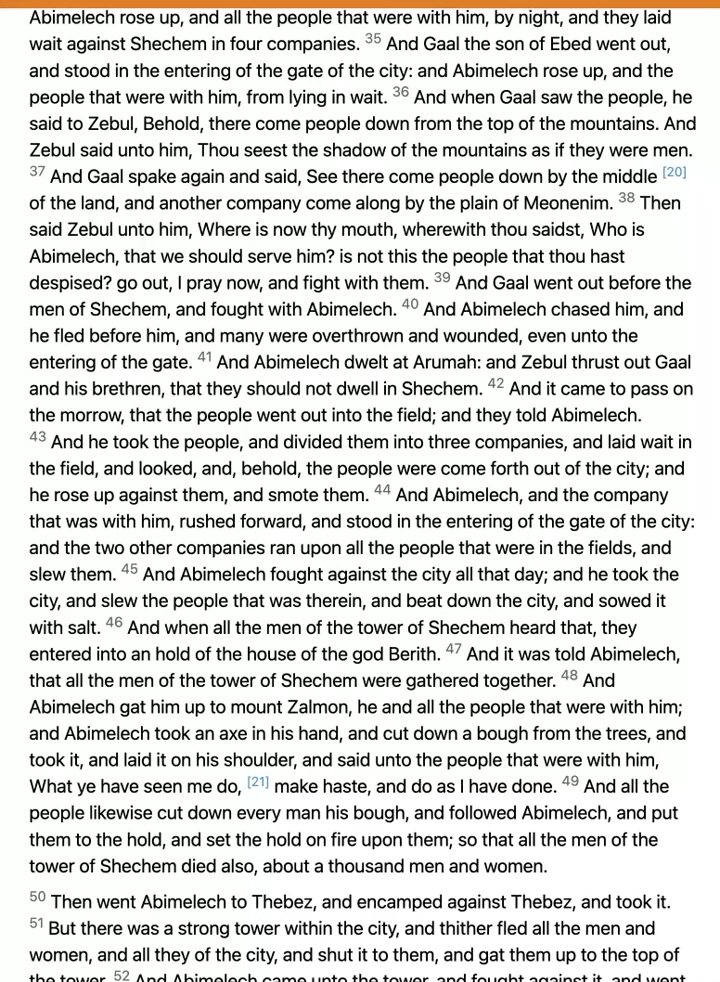 Abimelech rose up, and all the people that were with him, by night, and they laid
wait against Shechem in four companies. 35 And Gaal the son of Ebed went out,
and stood in the entering of the gate of the city: and Abimelech rose up, and the
people that were with him, from lying in wait. 36 And when Gaal saw the people, he
said to Zebul, Behold, there come people down from the top of the mountains. And
Zebul said unto him, Thou seest the shadow of the mountains as if they were men.
37 And Gaal spake again and said, See there come people down by the middle [20]
of the land, and another company come along by the plain of Meonenim. 38 Then
said Zebul unto him, Where is now thy mouth, wherewith thou saidst, Who is
Abimelech, that we should serve him? is not this the people that thou hast
despised? go out, I pray now, and fight with them. 39 And Gaal went out before the
men of Shechem, and fought with Abimelech. 40 And Abimelech chased him, and
he fled before him, and many were overthrown and wounded, even unto the
entering of the gate. 41 And Abimelech dwelt at Arumah: and Zebul thrust out Gaal
and his brethren, that they should not dwell in Shechem. 42 And it came to pass on
the morrow, that the people went out into the field; and they told Abimelech.
43 And he took the people, and divided them into three companies, and laid wait in
the field, and looked, and, behold, the people were come forth out of the city; and
he rose up against them, and smote them. 44 And Abimelech, and the company
that was with him, rushed forward, and stood in the entering of the gate of the city:
and the two other companies ran upon all the people that were in the fields, and
slew them. 45 And Abimelech fought against the city all that day; and he took the
city, and slew the people that was therein, and beat down the city, and sowed it
with salt. 46 And when all the men of the tower of Shechem heard that, they
entered into an hold of the house of the god Berith. 47 And it was told Abimelech,
that all the men of the tower of Shechem were gathered together. 48 And
Abimelech gat him up to mount Zalmon, he and all the people that were with him;
and Abimelech took an axe in his hand, and cut down a bough from the trees, and
took it, and laid it on his shoulder, and said unto the people that were with him,
What ye have seen me do, [21] make haste, and do as I have done. 49 And all the
people likewise cut down every man his bough, and followed Abimelech, and put
them to the hold, and set the hold on fire upon them; so that all the men of the
tower of Shechem died also, about a thousand men and women.
50 Then went Abimelech to Thebez, and encamped against Thebez, and took it.
51 But there was a strong tower within the city, and thither fled all the men and
women, and all they of the city, and shut it to them, and gat them up to the top of
the tower. 52 And Abimelech came unto the tower, and fought against it, and went